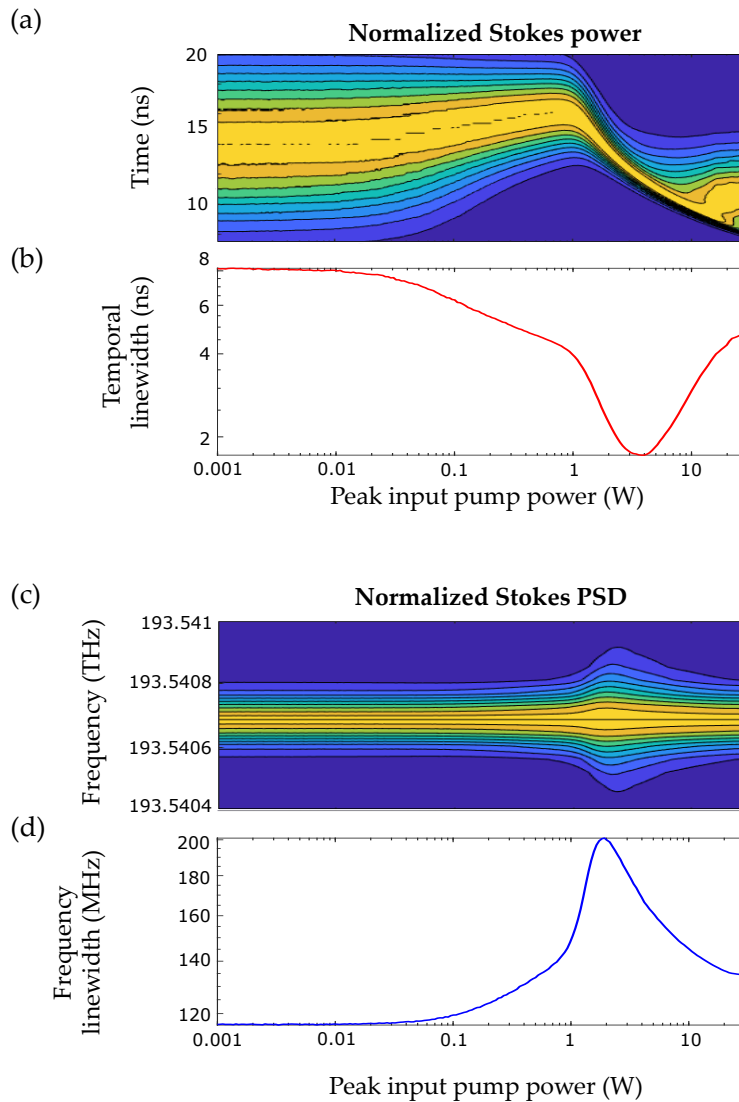 (a)
Normalized Stokes power
20
15
10
Time (ns)
(b)
8
6
4
2
Temporal
linewidth (ns)
0.001
0.01
0.1
1
10
Peak input pump power (W)
(c)
Normalized Stokes PSD
193.541
193.5408
193.5406
193.5404
Frequency (THz)
(d)
200
180
160
140
120
Frequency
linewidth (MHz)
0.001
0.01
0.1
1
10
Peak input pump power (W)